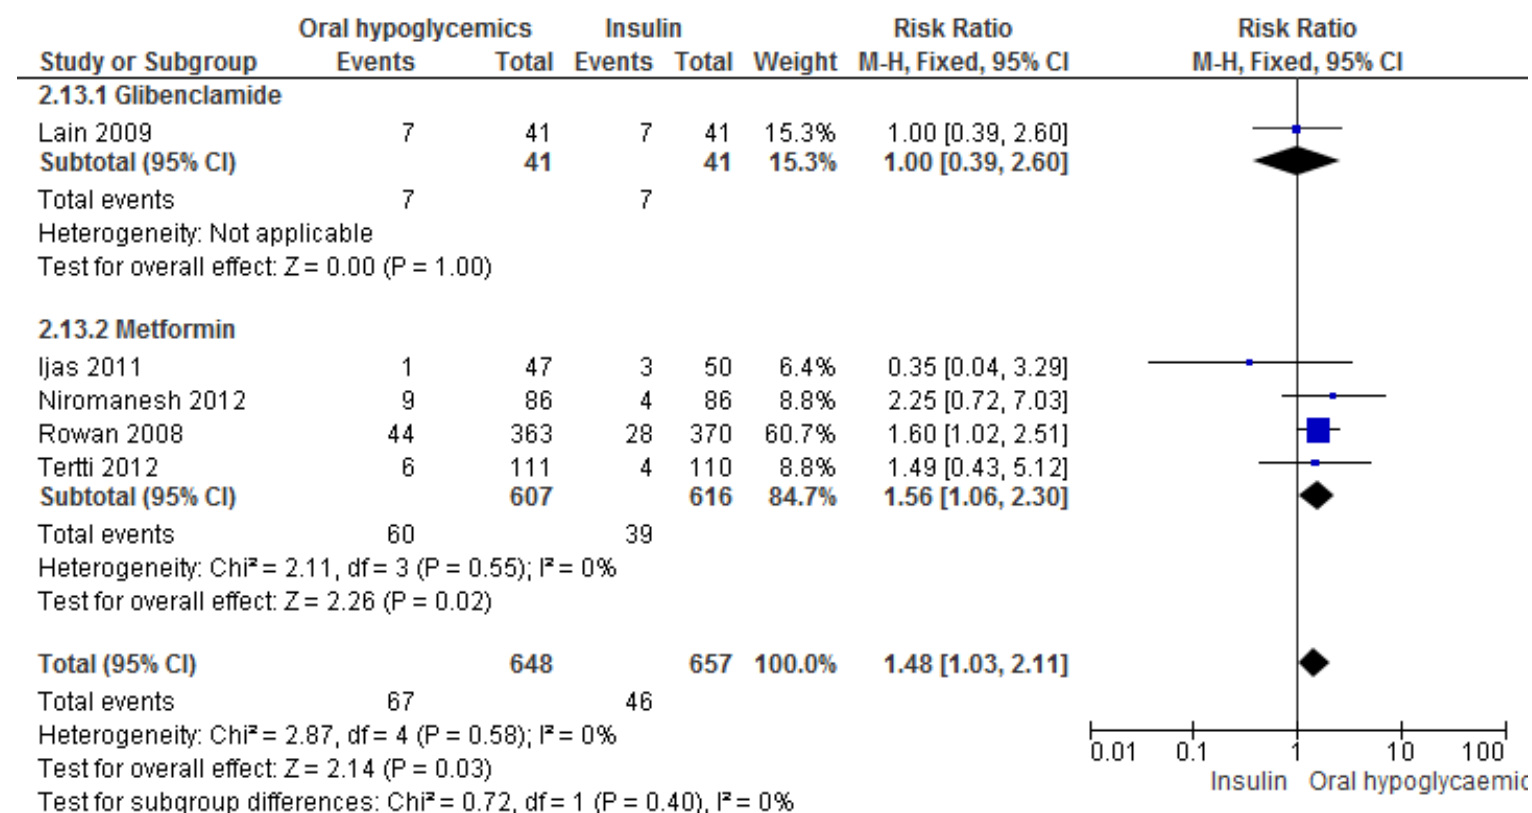 Oral hypoglycemics Insulin Risk Ratio Risk Ratio
Study or Subgroup Events Total Events Total Weight M-H, Fixed, 95% CI M-H, Fixed, 95% CI
2.13.1 Glibenclamide
Lain 2009 7 41 7 41 15.3% 1.00 [0.39, 2.60]
Subtotal (95% CI) 41 41 15.3% 1.00 [0.39, 2.60]
Total events 7 7
Heterogeneity: Not applicable
Test for overall effect: Z = 0.00 (P = 1.00)
2.13.2 Metformin
Ijas 2011 1 47 3 50 6.4% 0.35 [0.04, 3.29]
Niromanesh 2012 9 86 4 86 8.8% 2.25 [0.72, 7.03]
Rowan 2008 44 363 28 370 60.7% 1.60 [1.02, 2.51]
Tertti 2012 6 111 4 110 8.8% 1.49 [0.43, 5.12]
Subtotal (95% CI) 607 616 84.7% 1.56 [1.06, 2.30]
Total events 60 39
Heterogeneity: Chi² = 2.11, df = 3 (P = 0.55); I² = 0%
Test for overall effect: Z = 2.26 (P = 0.02)
Total (95% CI) 648 657 100.0% 1.48 [1.03, 2.11]
Total events 67 46
Heterogeneity: Chi² = 2.87, df = 4 (P = 0.58); I² = 0%
Test for overall effect: Z = 2.14 (P = 0.03)
Test for subgroup differences: Chi² = 0.72, df = 1 (P = 0.40), I² = 0%
0.01 0.1 1 10 100
Insulin Oral hypoglycaemic